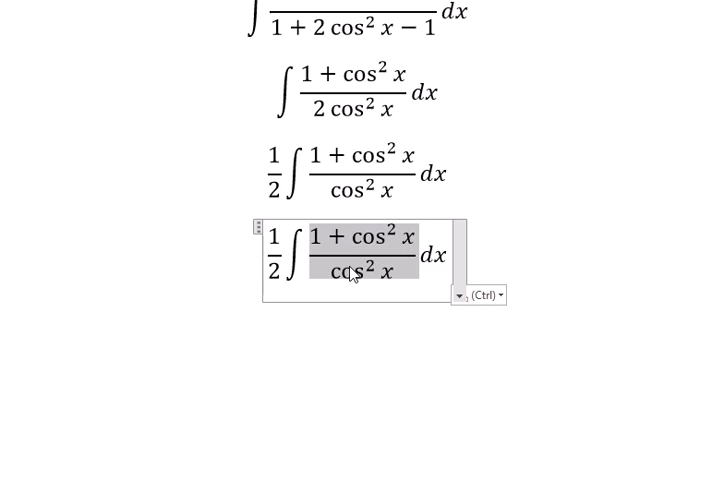 ∫ 1 + 2 cos² x − 1 dx
∫ (1 + cos² x)/(2 cos² x) dx
1/2 ∫ (1 + cos² x)/(cos² x) dx
1/2 ∫ (1 + cos² x)/(cos² x) dx
(Ctrl)